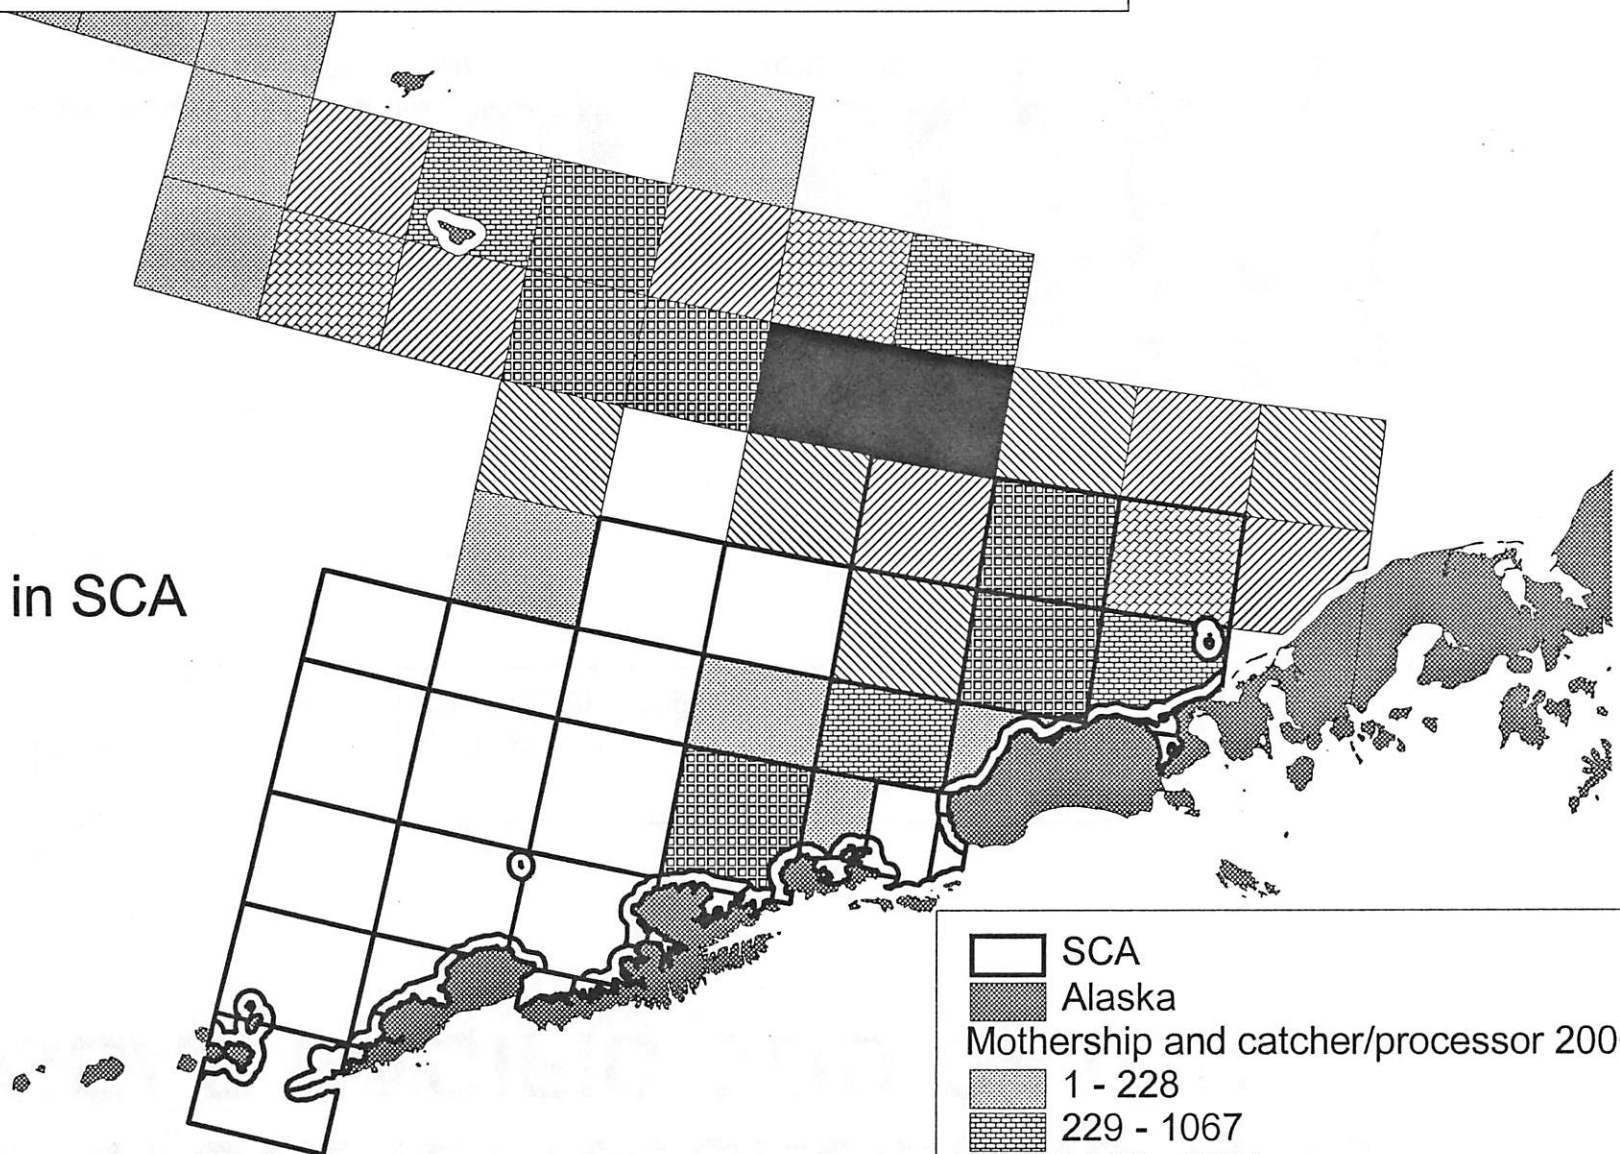 in SCA
SCA
Alaska
Mothership and catcher/processor 200
1 - 228
229 - 1067